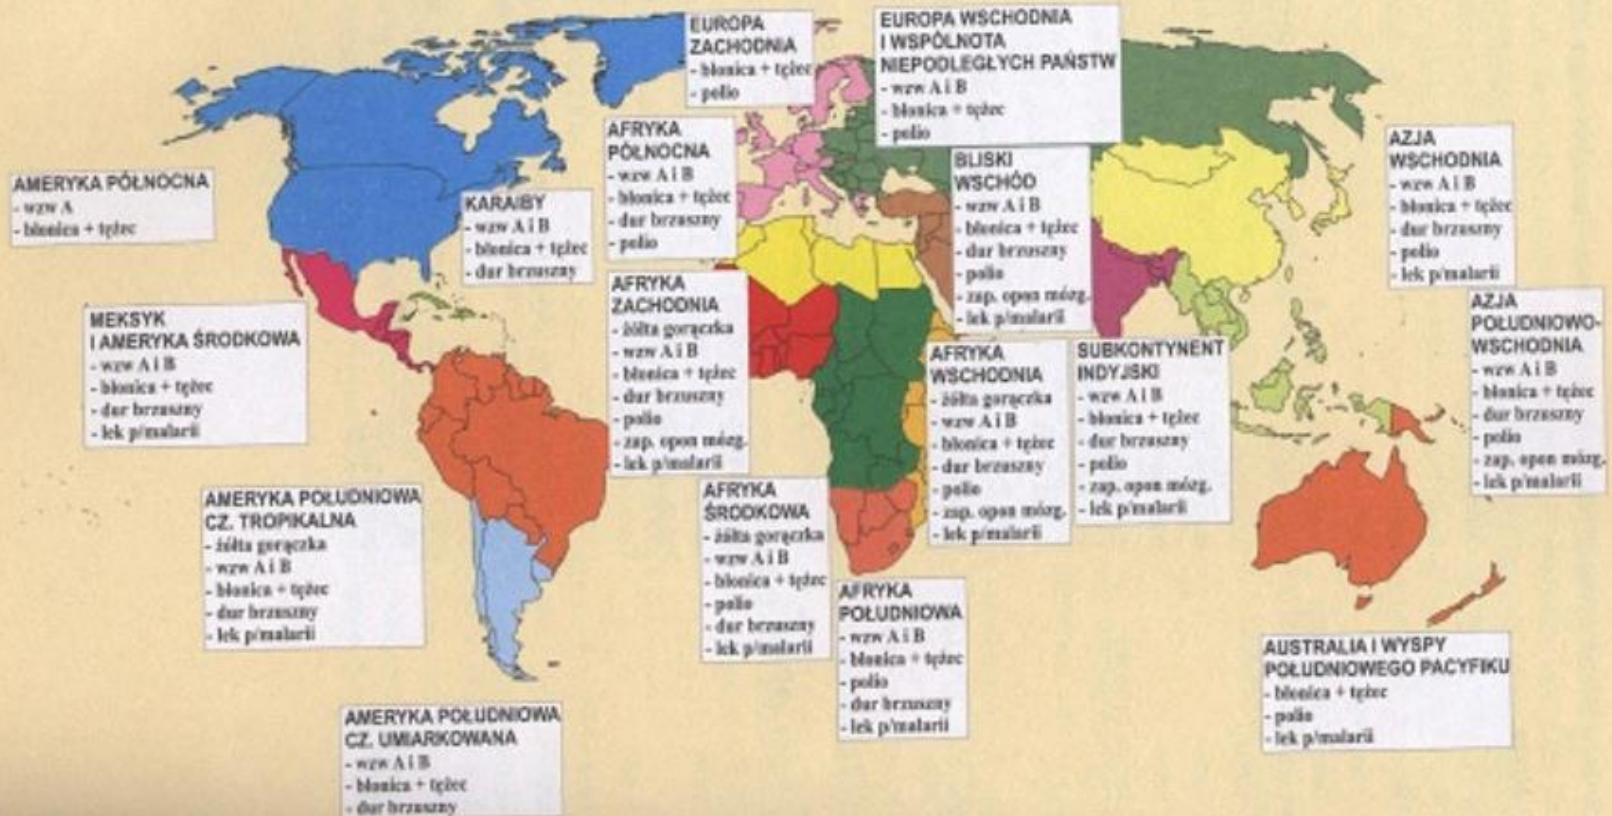 EUROPA
ZACHODNIA
- błonica + tężec
- polio
EUROPA WSCHODNIA
I WSPÓLNOTA
NIEPODLEGŁYCH PAŃSTW
- wzw A i B
- błonica + tężec
- polio
AMERYKA PÓŁNOCNA
- wzw A
- błonica + tężec
KARAIBY
- wzw A i B
- błonica + tężec
- dur brzuszny
AFRYKA
PÓŁNOCNA
- wzw A i B
- błonica + tężec
- dur brzuszny
- polio
BLISKI
WSCHÓD
- wzw A i B
- błonica + tężec
- dur brzuszny
- polio
- zap. opon mózg.
- lek p/malarii
AZJA
WSCHODNIA
- wzw A i B
- błonica + tężec
- dur brzuszny
- polio
- lek p/malarii
MEKSYK
I AMERYKA ŚRODKOWA
- wzw A i B
- błonica + tężec
- dur brzuszny
- lek p/malarii
AFRYKA
ZACHODNIA
- żółta gorączka
- wzw A i B
- błonica + tężec
- dur brzuszny
- polio
- zap. opon mózg.
- lek p/malarii
AFRYKA
WSCHODNIA
- żółta gorączka
- wzw A i B
- błonica + tężec
- dur brzuszny
- polio
- zap. opon mózg.
- lek p/malarii
SUBKONTYNENT
INDYJSKI
- wzw A i B
- błonica + tężec
- dur brzuszny
- polio
- zap. opon mózg.
- lek p/malarii
AZJA
POŁUDNIOWO-
WSCHODNIA
- wzw A i B
- błonica + tężec
- dur brzuszny
- polio
- zap. opon mózg.
- lek p/malarii
AMERYKA POŁUDNIOWA
CZ. TROPIKALNA
- żółta gorączka
- wzw A i B
- błonica + tężec
- dur brzuszny
- lek p/malarii
AFRYKA
ŚRODKOWA
- żółta gorączka
- wzw A i B
- błonica + tężec
- polio
- dur brzuszny
- lek p/malarii
AFRYKA
POŁUDNIOWA
- wzw A i B
- błonica + tężec
- polio
- dur brzuszny
- lek p/malarii
AUSTRALIA I WYSPY
POŁUDNIOWEGO PACYFIKU
- błonica + tężec
- polio
- lek p/malarii
AMERYKA POŁUDNIOWA
CZ. UMIARKOWANA
- wzw A i B
- błonica + tężec
- dur brzuszny